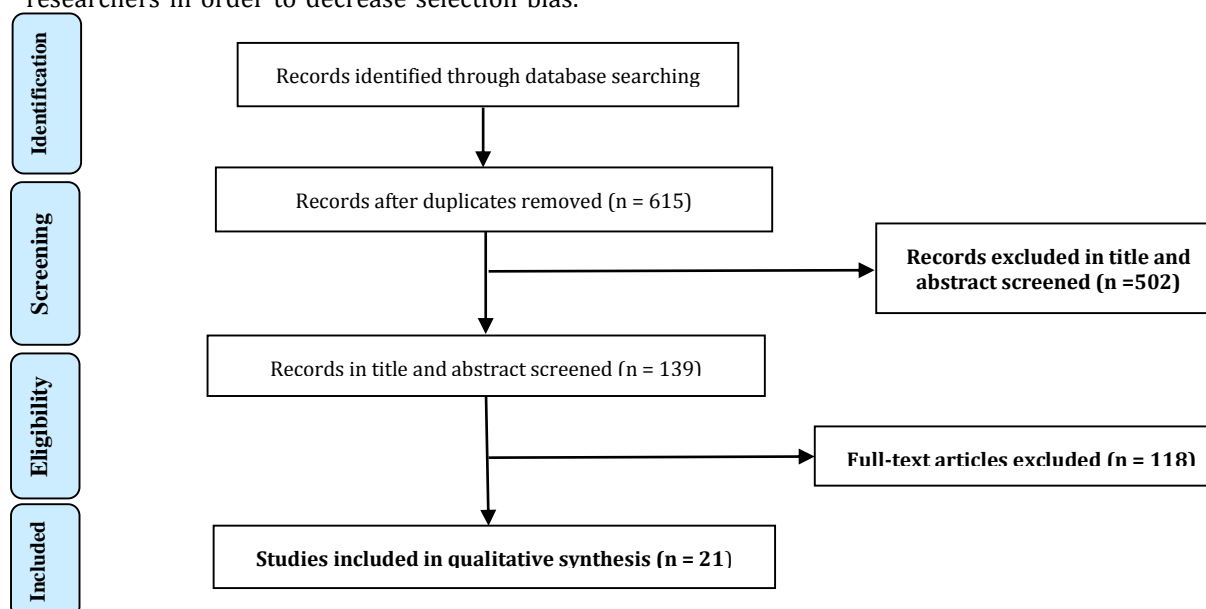 researchers in order to decrease selection bias.
Identification
Records identified through database searching
Records after duplicates removed (n = 615)
Screening
Records excluded in title and
abstract screened (n =502)
Records in title and abstract screened (n = 139)
Eligibility
Full-text articles excluded (n = 118)
Included
Studies included in qualitative synthesis (n = 21)